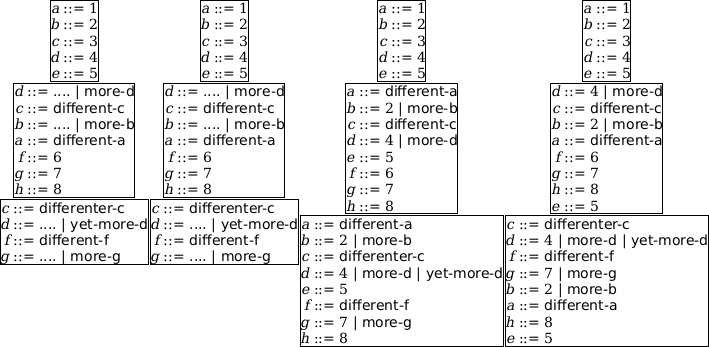 a ::= 1
b ::= 2
c ::= 3
d ::= 4
e ::= 5
d ::= .... | more-d
c ::= different-c
b ::= .... | more-b
a ::= different-a
f ::= 6
g ::= 7
h ::= 8
c ::= differenter-c
d ::= .... | yet-more-d
f ::= different-f
g ::= .... | more-g
a ::= 1
b ::= 2
c ::= 3
d ::= 4
e ::= 5
d ::= .... | more-d
c ::= different-c
b ::= .... | more-b
a ::= different-a
f ::= 6
g ::= 7
h ::= 8
c ::= differenter-c
d ::= .... | yet-more-d
f ::= different-f
g ::= .... | more-g
a ::= 1
b ::= 2
c ::= 3
d ::= 4
e ::= 5
a ::= different-a
b ::= 2 | more-b
c ::= different-c
d ::= 4 | more-d
e ::= 5
f ::= 6
g ::= 7
h ::= 8
a ::= different-a
b ::= 2 | more-b
c ::= differenter-c
d ::= 4 | more-d | yet-more-d
e ::= 5
f ::= different-f
g ::= 7 | more-g
h ::= 8
a ::= 1
b ::= 2
c ::= 3
d ::= 4
e ::= 5
d ::= 4 | more-d
c ::= different-c
b ::= 2 | more-b
a ::= different-a
f ::= 6
g ::= 7
h ::= 8
e ::= 5
c ::= differenter-c
d ::= 4 | more-d | yet-more-d
f ::= different-f
g ::= 7 | more-g
b ::= 2 | more-b
a ::= different-a
h ::= 8
e ::= 5